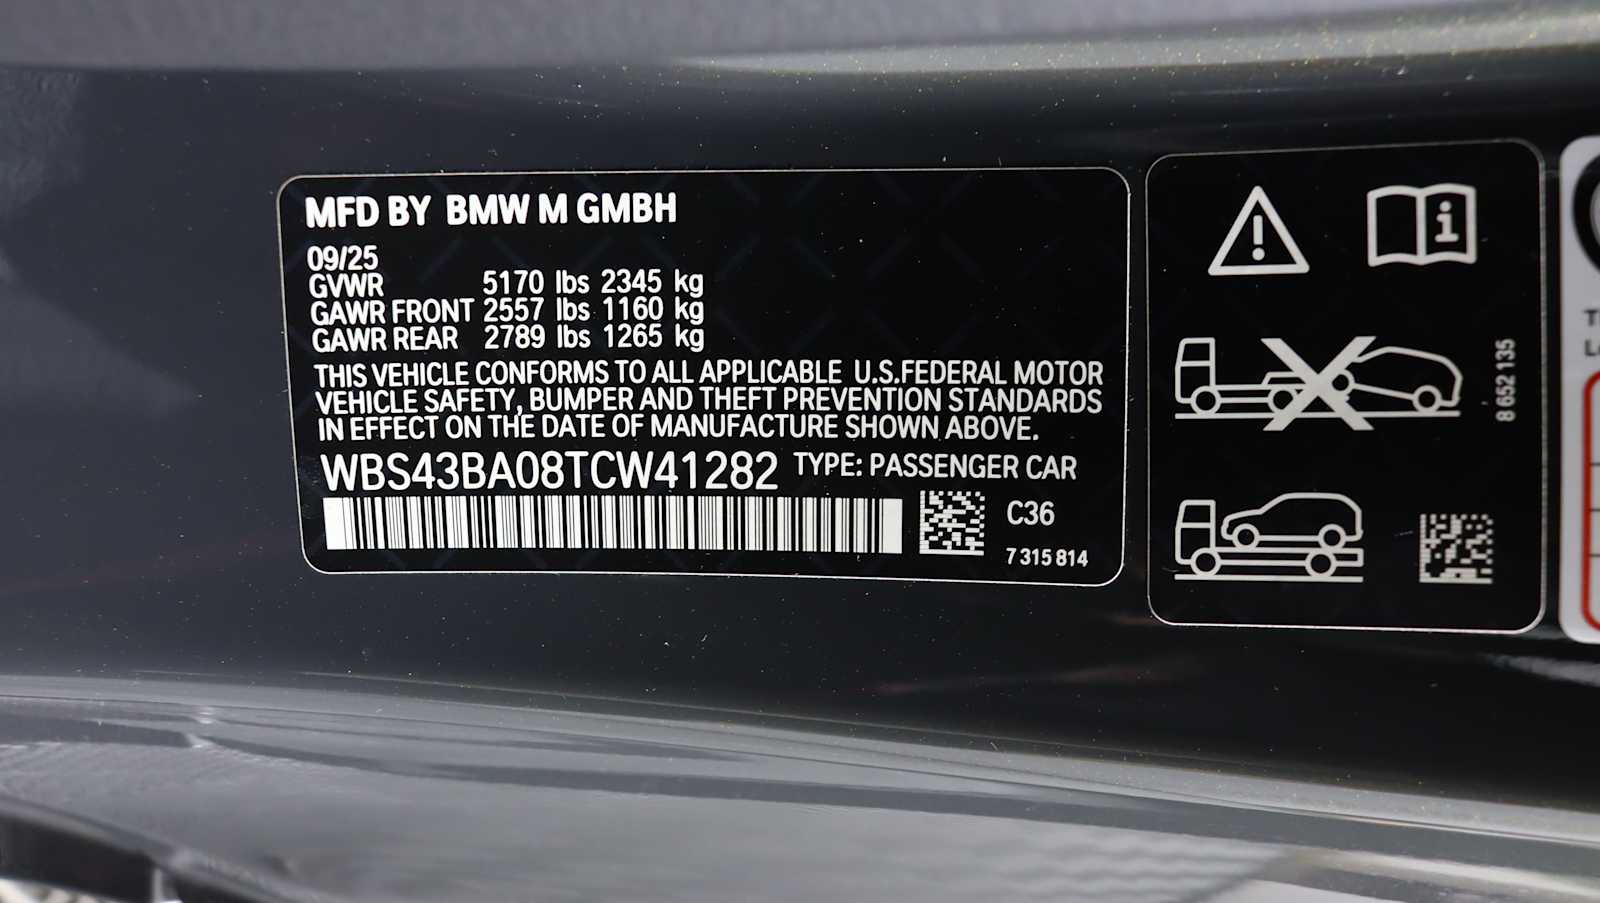 MFD BY BMW M GMBH
09/25
GVWR 5170 lbs 2345 kg
GAWR FRONT 2557 lbs 1160 kg
GAWR REAR 2789 lbs 1265 kg
THIS VEHICLE CONFORMS TO ALL APPLICABLE U.S.FEDERAL MOTOR
VEHICLE SAFETY, BUMPER AND THEFT PREVENTION STANDARDS
IN EFFECT ON THE DATE OF MANUFACTURE SHOWN ABOVE.
WBS43BA08TCW41282 TYPE: PASSENGER CAR
C36
7 315 814
8 652 135